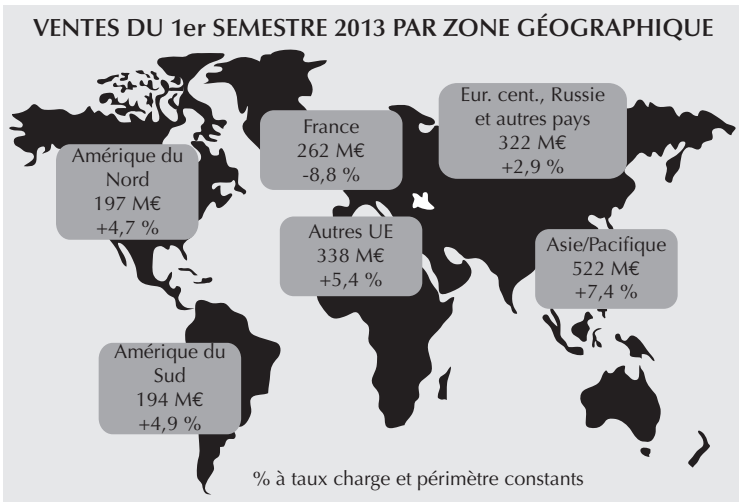 VENTES DU 1er SEMESTRE 2013 PAR ZONE GÉOGRAPHIQUE
Eur. cent., Russie
et autres pays
322 M€
+2,9 %
France
262 M€
-8,8 %
Amérique du
Nord
197 M€
+4,7 %
Autres UE
338 M€
+5,4 %
Asie/Pacifique
522 M€
+7,4 %
Amérique du
Sud
194 M€
+4,9 %
% à taux charge et périmètre constants